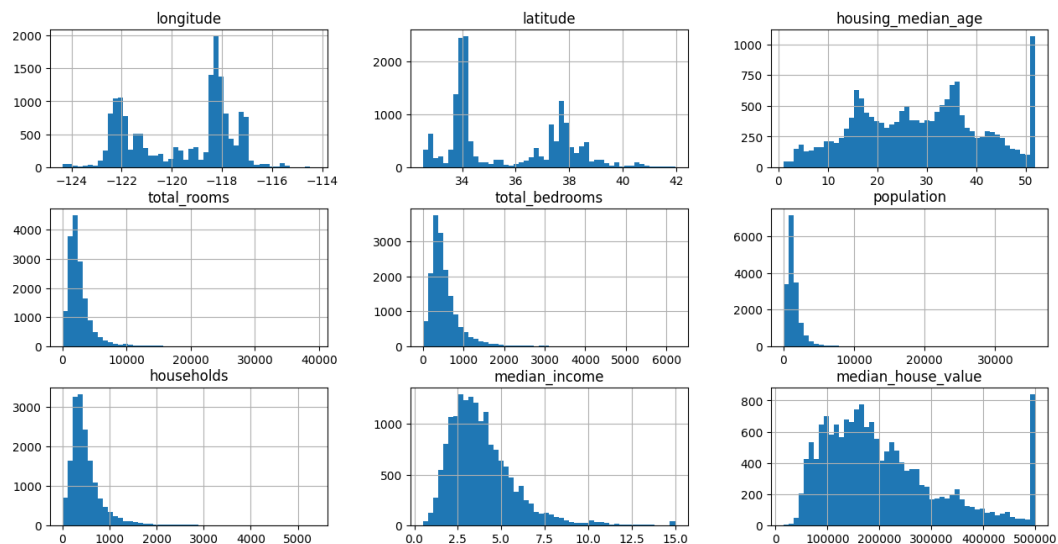 longitude
2000
1500
1000
500
0
−124 −122 −120 −118 −116 −114
latitude
2000
1000
0
34 36 38 40 42
housing_median_age
1000
750
500
250
0
0 10 20 30 40 50
total_rooms
4000
3000
2000
1000
0
0 10000 20000 30000 40000
total_bedrooms
3000
2000
1000
0
0 1000 2000 3000 4000 5000 6000
population
6000
4000
2000
0
0 10000 20000 30000
households
3000
2000
1000
0
0 1000 2000 3000 4000 5000
median_income
1000
500
0
0.0 2.5 5.0 7.5 10.0 12.5 15.0
median_house_value
800
600
400
200
0
0 100000 200000 300000 400000 500000